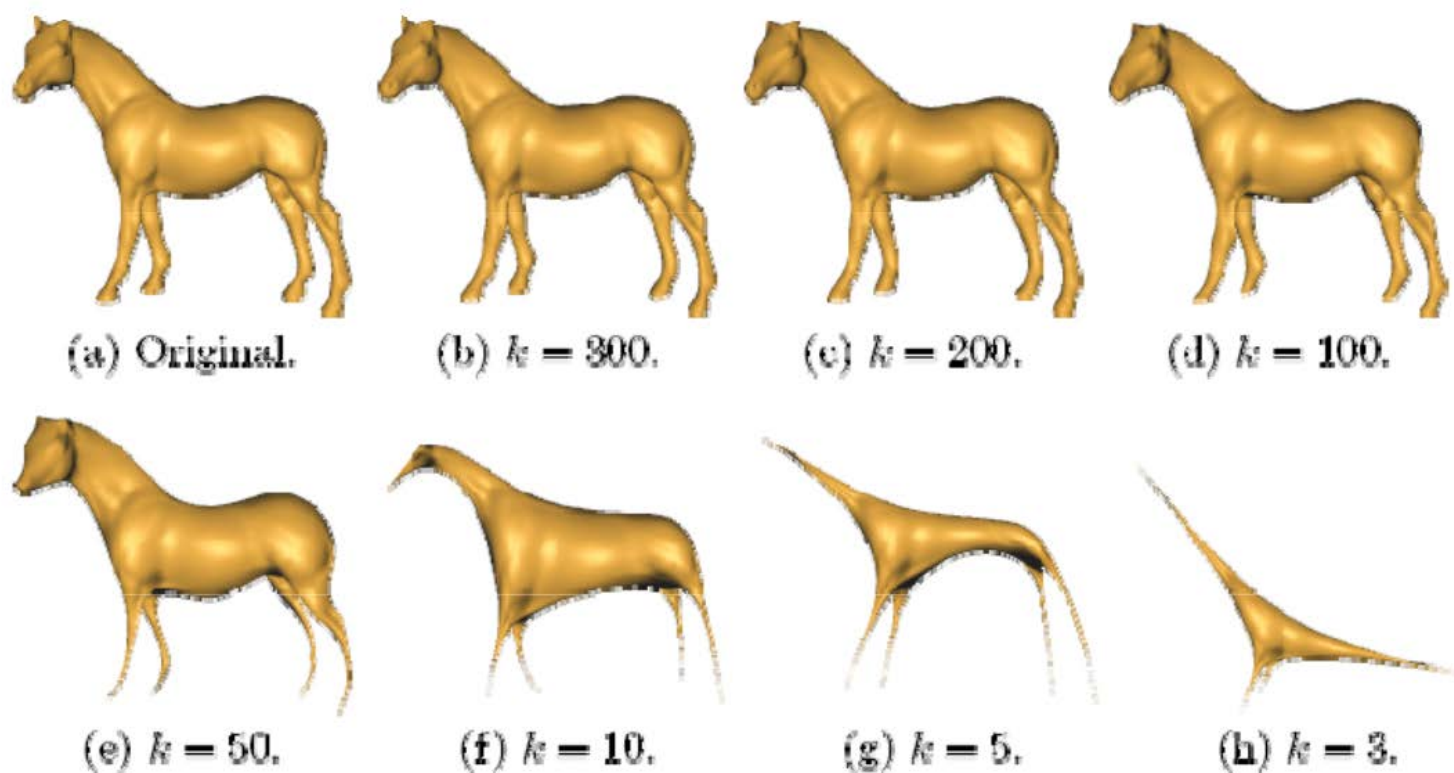 (a) Original.
(b) k = 300.
(c) k = 200.
(d) k = 100.
(e) k = 50.
(f) k = 10.
(g) k = 5.
(h) k = 3.